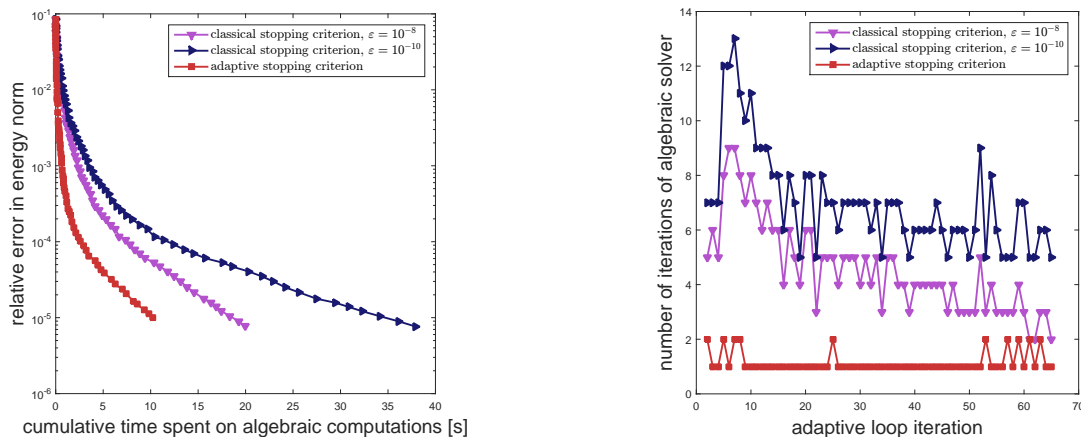 10^{-1}
10^{-2}
10^{-3}
10^{-4}
10^{-5}
10^{-6}
relative error in energy norm
classical stopping criterion, ε = 10^{-8}
classical stopping criterion, ε = 10^{-10}
adaptive stopping criterion
0 5 10 15 20 25 30 35 40
cumulative time spent on algebraic computations [s]
14
12
10
8
6
4
2
0
number of iterations of algebraic solver
classical stopping criterion, ε = 10^{-8}
classical stopping criterion, ε = 10^{-10}
adaptive stopping criterion
0 10 20 30 40 50 60 70
adaptive loop iteration